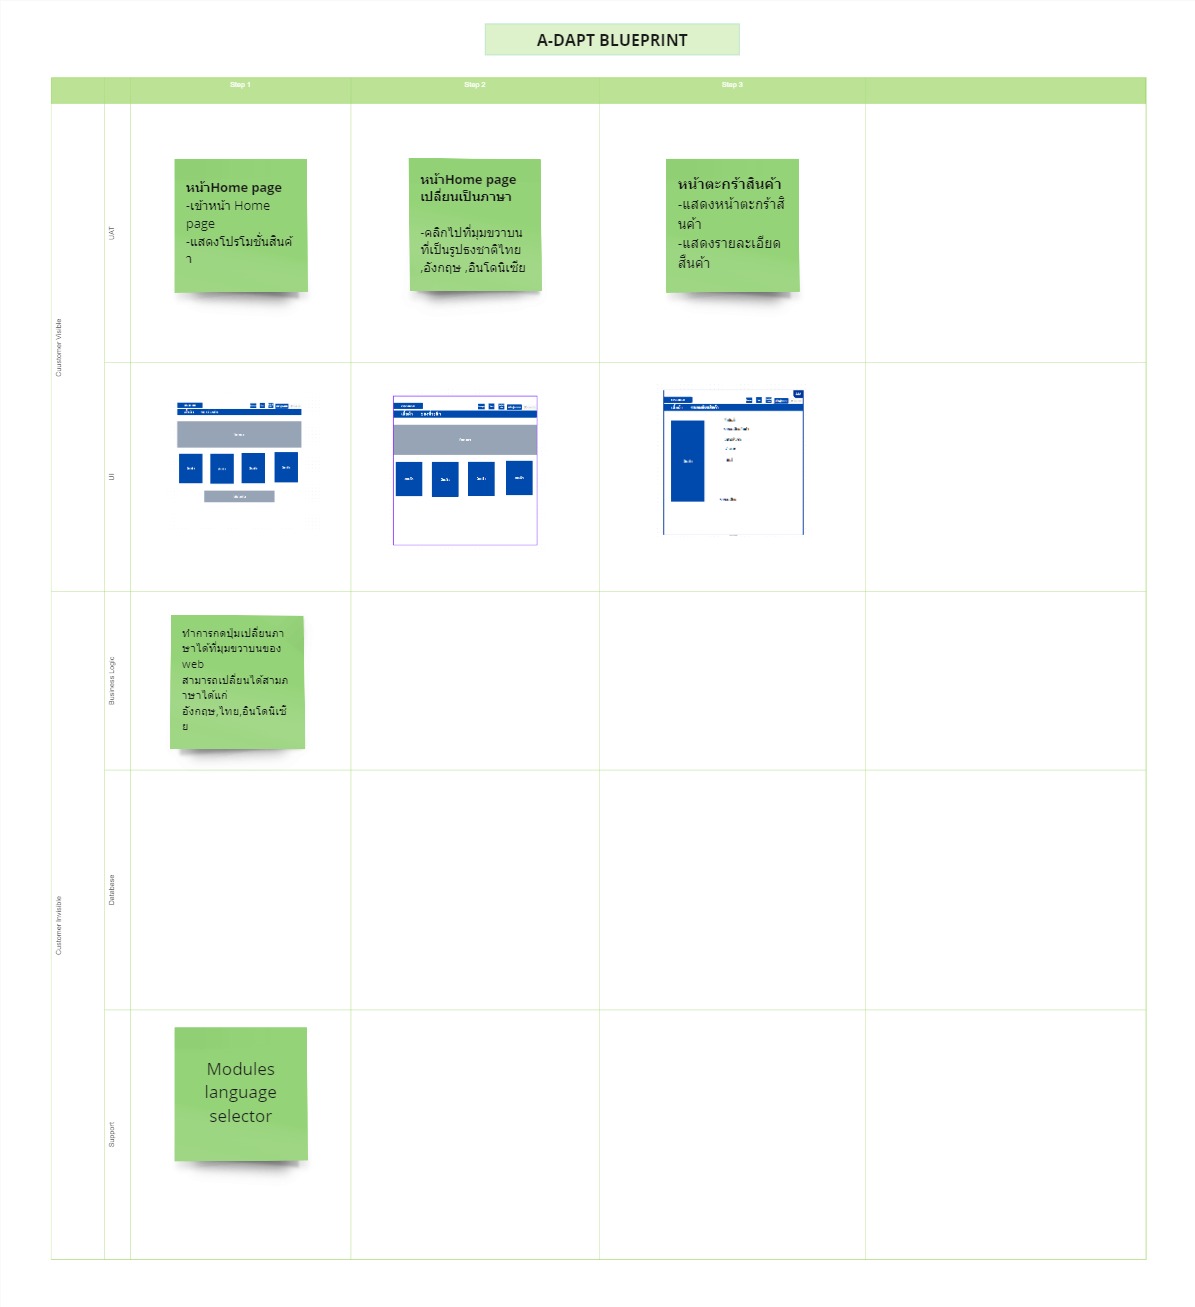 A-DAPT BLUEPRINT
Step 1
Step 2
Step 3
Cuustomer Visible
UAT
หน้าHome page
-เข้าหน้า Home
page
-แสดงโปรโมชั่นสินค้
า
หน้าHome page
เปลี่ยนเป็นภาษา
-คลิกไปที่มุมขวาบน
ที่เป็นรูปธงชาติไทย
,อังกฤษ ,อินโดนิเซีย
หน้าตะกร้าสินค้า
-แสดงหน้าตะกร้าสิ
นค้า
-แสดงรายละเอียด
สินค้า
UI
Customer Invisible
Business Logic
ทำการกดปุ่มเปลี่ยนภา
ษาได้ที่มุมขวาบนของ
web
สามารถเปลี่ยนได้สามภ
าษาได้แก่
อังกฤษ,ไทย,อินโดนิเซี
ย
Database
Support
Modules
language
selector